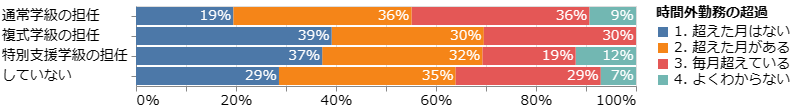 通常学級の担任 19% 36% 36% 9%
複式学級の担任 39% 30% 30%
特別支援学級の担任 37% 32% 19% 12%
していない 29% 35% 29% 7%
0% 20% 40% 60% 80% 100%
時間外勤務の超過
1. 超えた月はない
2. 超えた月がある
3. 毎月超えている
4. よくわからない